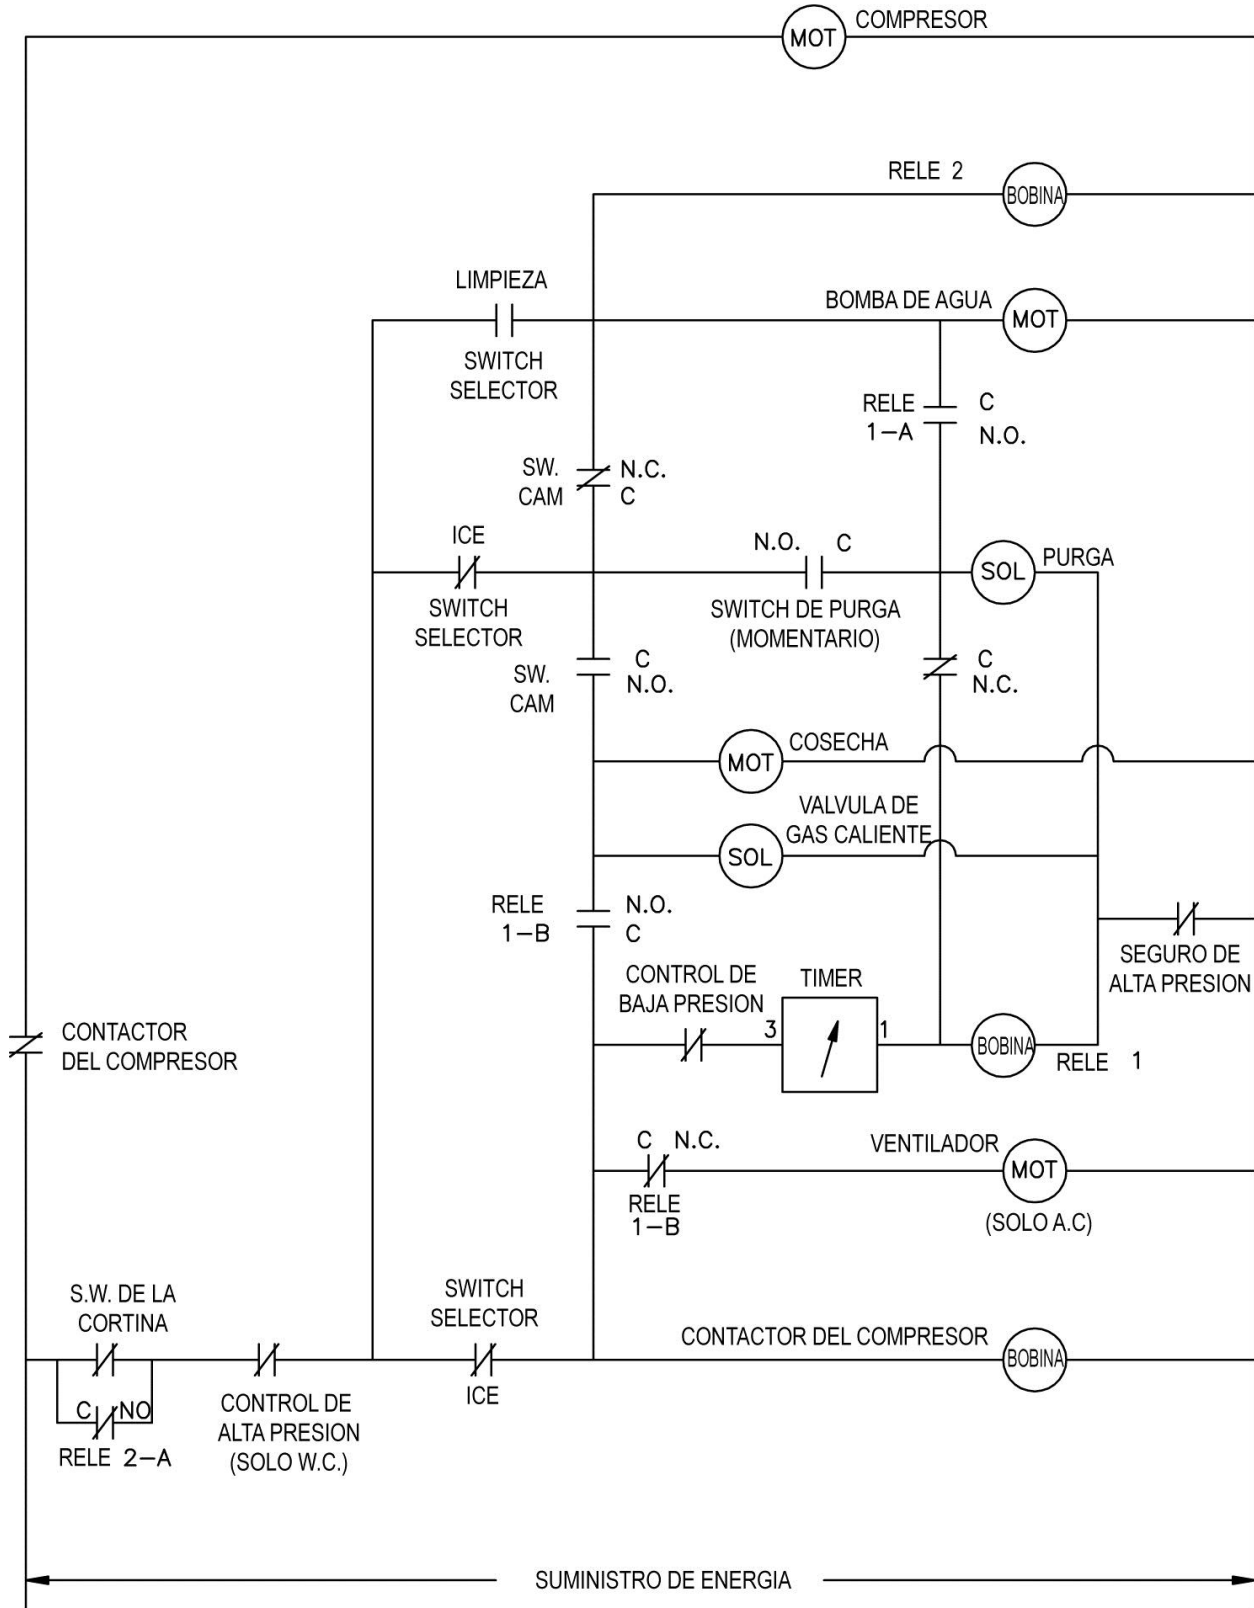 MOT COMPRESOR
RELE 2
BOBINA
LIMPIEZA
SWITCH
SELECTOR
BOMBA DE AGUA
MOT
RELE
1-A
C
N.O.
SW.
CAM
N.C.
C
ICE
SWITCH
SELECTOR
N.O. C
SWITCH DE PURGA
(MOMENTARIO)
SOL PURGA
SW.
CAM
C
N.O.
C
N.C.
MOT COSECHA
VALVULA DE
GAS CALIENTE
SOL
RELE
1-B
N.O.
C
CONTROL DE
BAJA PRESION
TIMER
3
1
BOBINA
RELE 1
SEGURO DE
ALTA PRESION
CONTACTOR
DEL COMPRESOR
C N.C.
RELE
1-B
VENTILADOR
MOT
(SOLO A.C)
S.W. DE LA
CORTINA
C NO
RELE 2-A
CONTROL DE
ALTA PRESION
(SOLO W.C.)
SWITCH
SELECTOR
ICE
CONTACTOR DEL COMPRESOR
BOBINA
SUMINISTRO DE ENERGIA